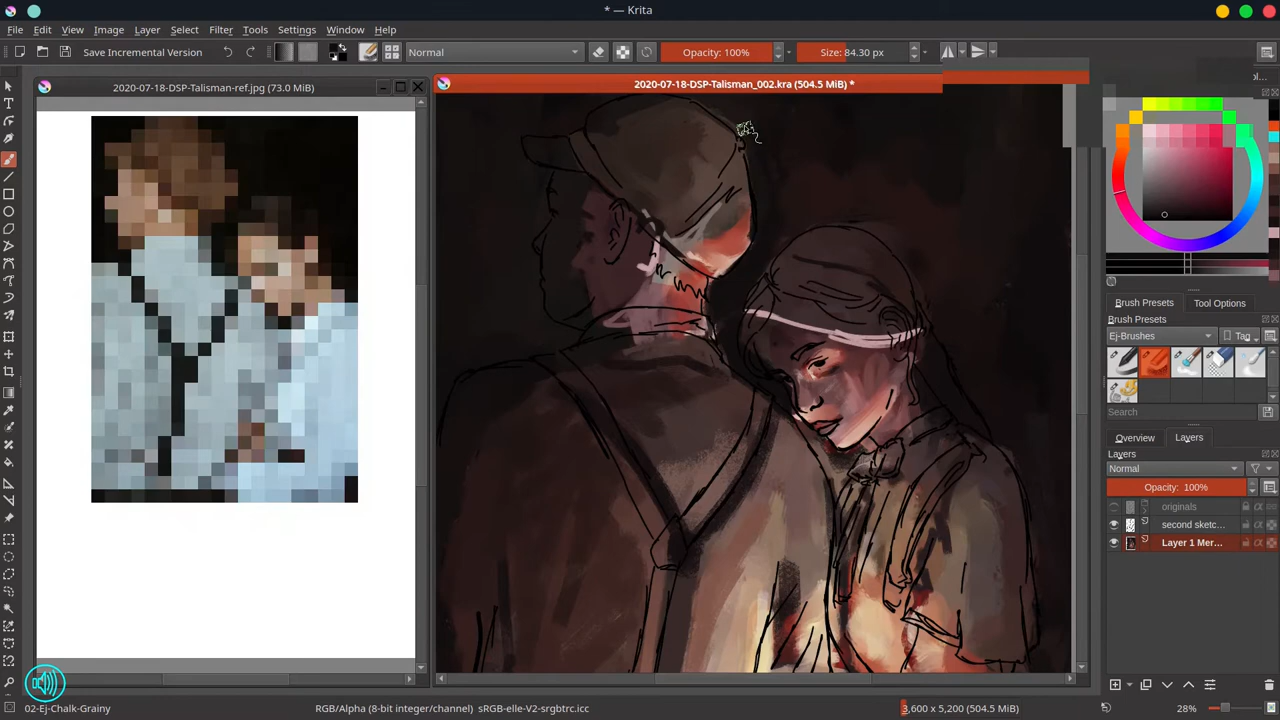 * — Krita
File Edit View Image Layer Select Filter Tools Settings Window Help
Save Incremental Version Normal Opacity: 100% Size: 84.30 px
2020-07-18-DSP-Talisman-ref.jpg (73.0 MiB)
2020-07-18-DSP-Talisman_002.kra (504.5 MiB) *
ol...
Brush Presets Tool Options
Brush Presets
Ej-Brushes Tag
Search
Overview Layers
Layers
Normal
Opacity: 100%
originals
second sketc...
Layer 1 Mer...
02-Ej-Chalk-Grainy RGB/Alpha (8-bit integer/channel) sRGB-elle-V2-srgbtrc.icc 3,600 x 5,200 (504.5 MiB) 28%